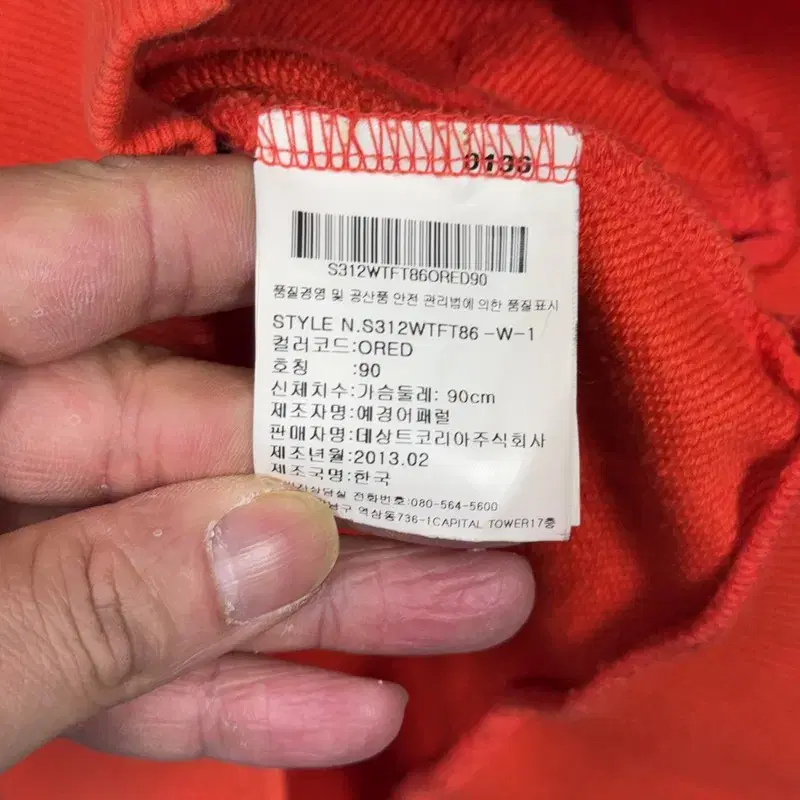 S312WTFT86ORED90
품질경영 및 공산품 안전 관리법에 의한 품질표시
STYLE N.S312WTFT86 -W-1
컬러코드:ORED
호칭 :90
신체치수:가슴둘레: 90cm
제조자명:예경어패럴
판매자명:데상트코리아주식회사
제조년월:2013.02
제조국명:한국
전화번호:080-564-5600
역삼동736-1CAPITAL TOWER17층